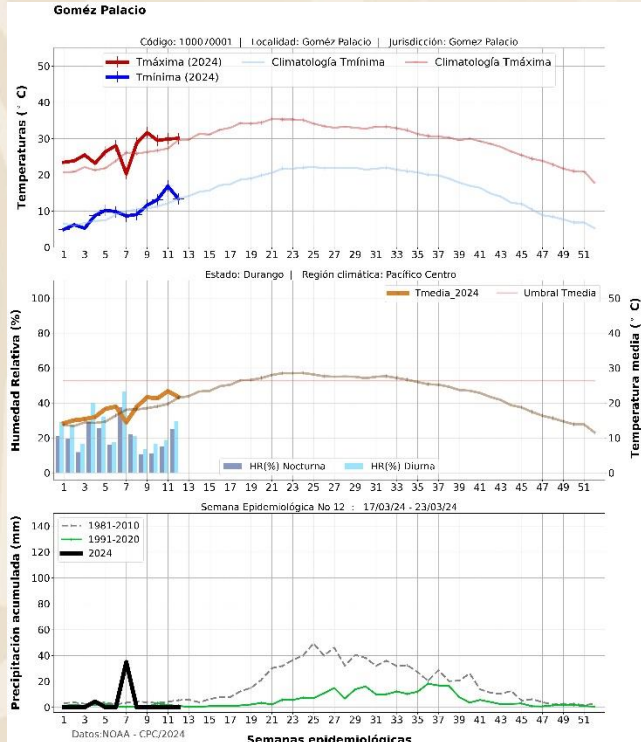 Goméz Palacio
Código: 100070001 | Localidad: Goméz Palacio | Jurisdicción: Gomez Palacio
Temperaturas (° C)
50
40
30
20
10
0
Tmáxima (2024)
Tmínima (2024)
Climatología Tmínima
Climatología Tmáxima
1 3 5 7 9 11 13 15 17 19 21 23 25 27 29 31 33 35 37 39 41 43 45 47 49 51
Estado: Durango | Región climática: Pacífico Centro
Humedad Relativa (%)
100
80
60
40
20
0
Tmedia_2024
Umbral Tmedia
HR(%) Nocturna
HR(%) Diurna
50
40
30
20
10
0
Temperatura media (° C)
1 3 5 7 9 11 13 15 17 19 21 23 25 27 29 31 33 35 37 39 41 43 45 47 49 51
Semana Epidemiológica No 12 : 17/03/24 - 23/03/24
Precipitación acumulada (mm)
140
120
100
80
60
40
20
0
1981-2010
1991-2020
2024
1 3 5 7 9 11 13 15 17 19 21 23 25 27 29 31 33 35 37 39 41 43 45 47 49 51
Datos:NOAA - CPC/2024
Semanas epidemiológicas